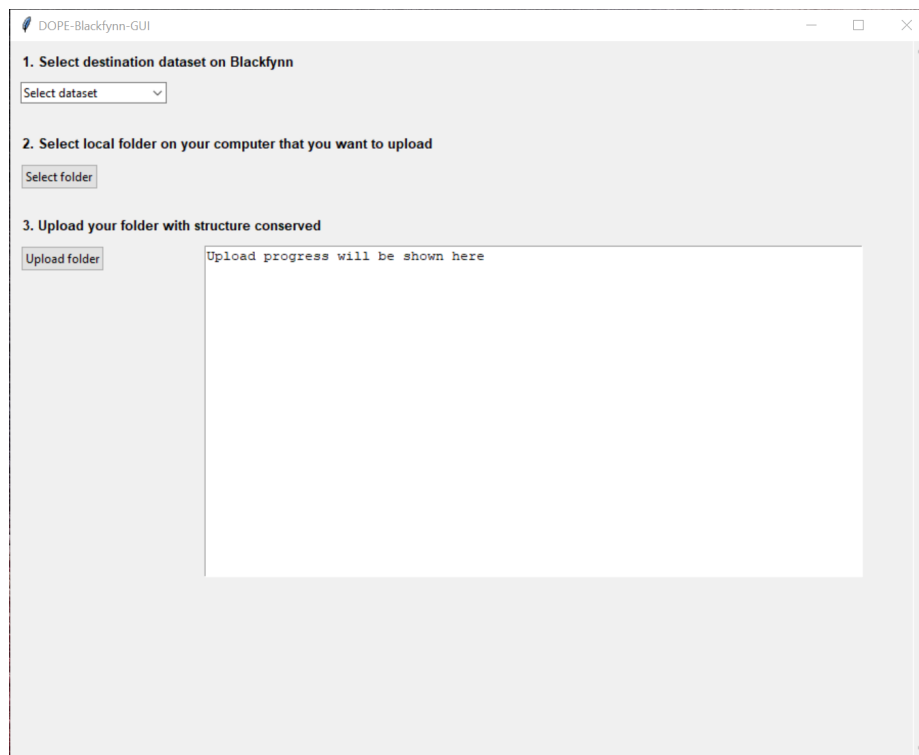 DOPE-Blackfynn-GUI
1. Select destination dataset on Blackfynn
Select dataset
2. Select local folder on your computer that you want to upload
Select folder
3. Upload your folder with structure conserved
Upload folder
Upload progress will be shown here